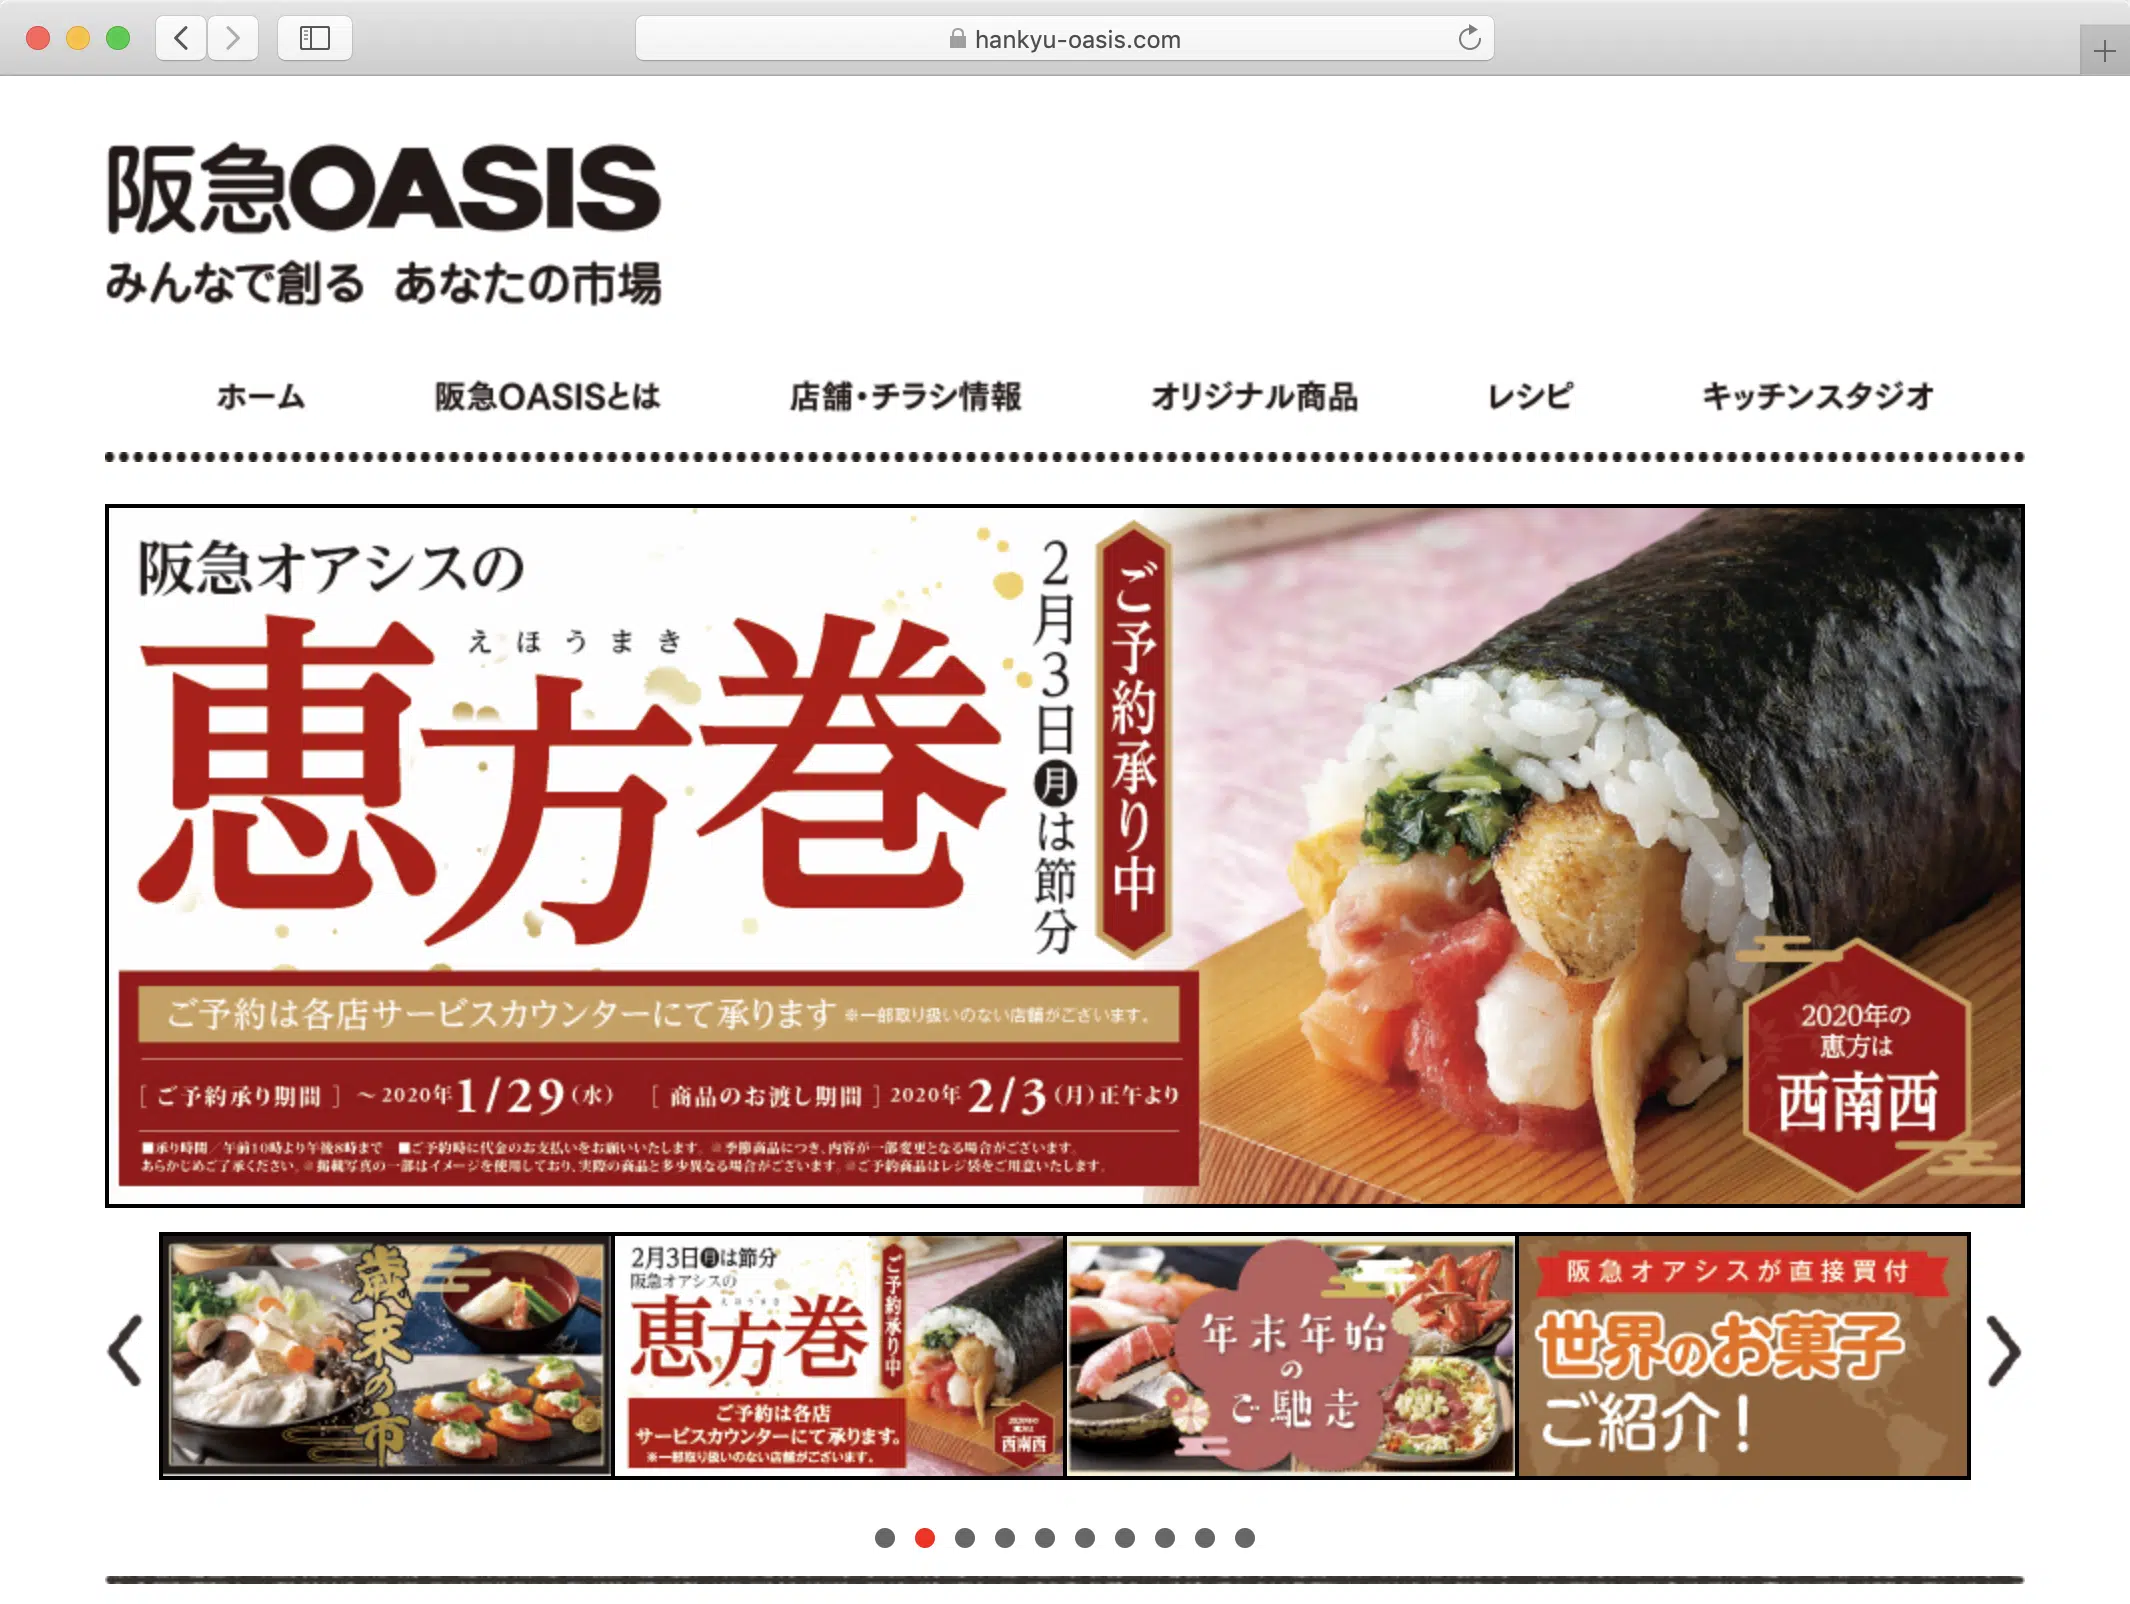 hankyu-oasis.com
阪急OASIS
みんなで創る あなたの市場
ホーム 阪急OASISとは 店舗・チラシ情報 オリジナル商品 レシピ キッチンスタジオ
阪急オアシスの
えほうまき
恵方巻
2月3日月は節分
ご予約承り中
ご予約は各店サービスカウンターにて承ります ※一部取り扱いのない店舗がございます。
[ご予約承り期間] ～2020年1/29(水) [商品のお渡し期間] 2020年2/3(月)正午より
■承り時間／午前10時より午後8時まで ■ご予約時に代金のお支払いをお願いいたします。※季節商品につき、内容が一部変更となる場合がございます。
あらかじめご了承ください。※掲載写真の一部はイメージを使用しており、実際の商品と多少異なる場合がございます。※ご予約商品はレジ袋をご用意いたします。
2020年の
恵方は
西南西
歳末の市
2月3日月は節分
阪急オアシスの
えほうまき
恵方巻
ご予約承り中
ご予約は各店
サービスカウンターにて承ります。
※一部取り扱いのない店舗がございます。
2020年の
恵方は
西南西
年末年始
の
ご馳走
阪急オアシスが直接買付
世界のお菓子
ご紹介！